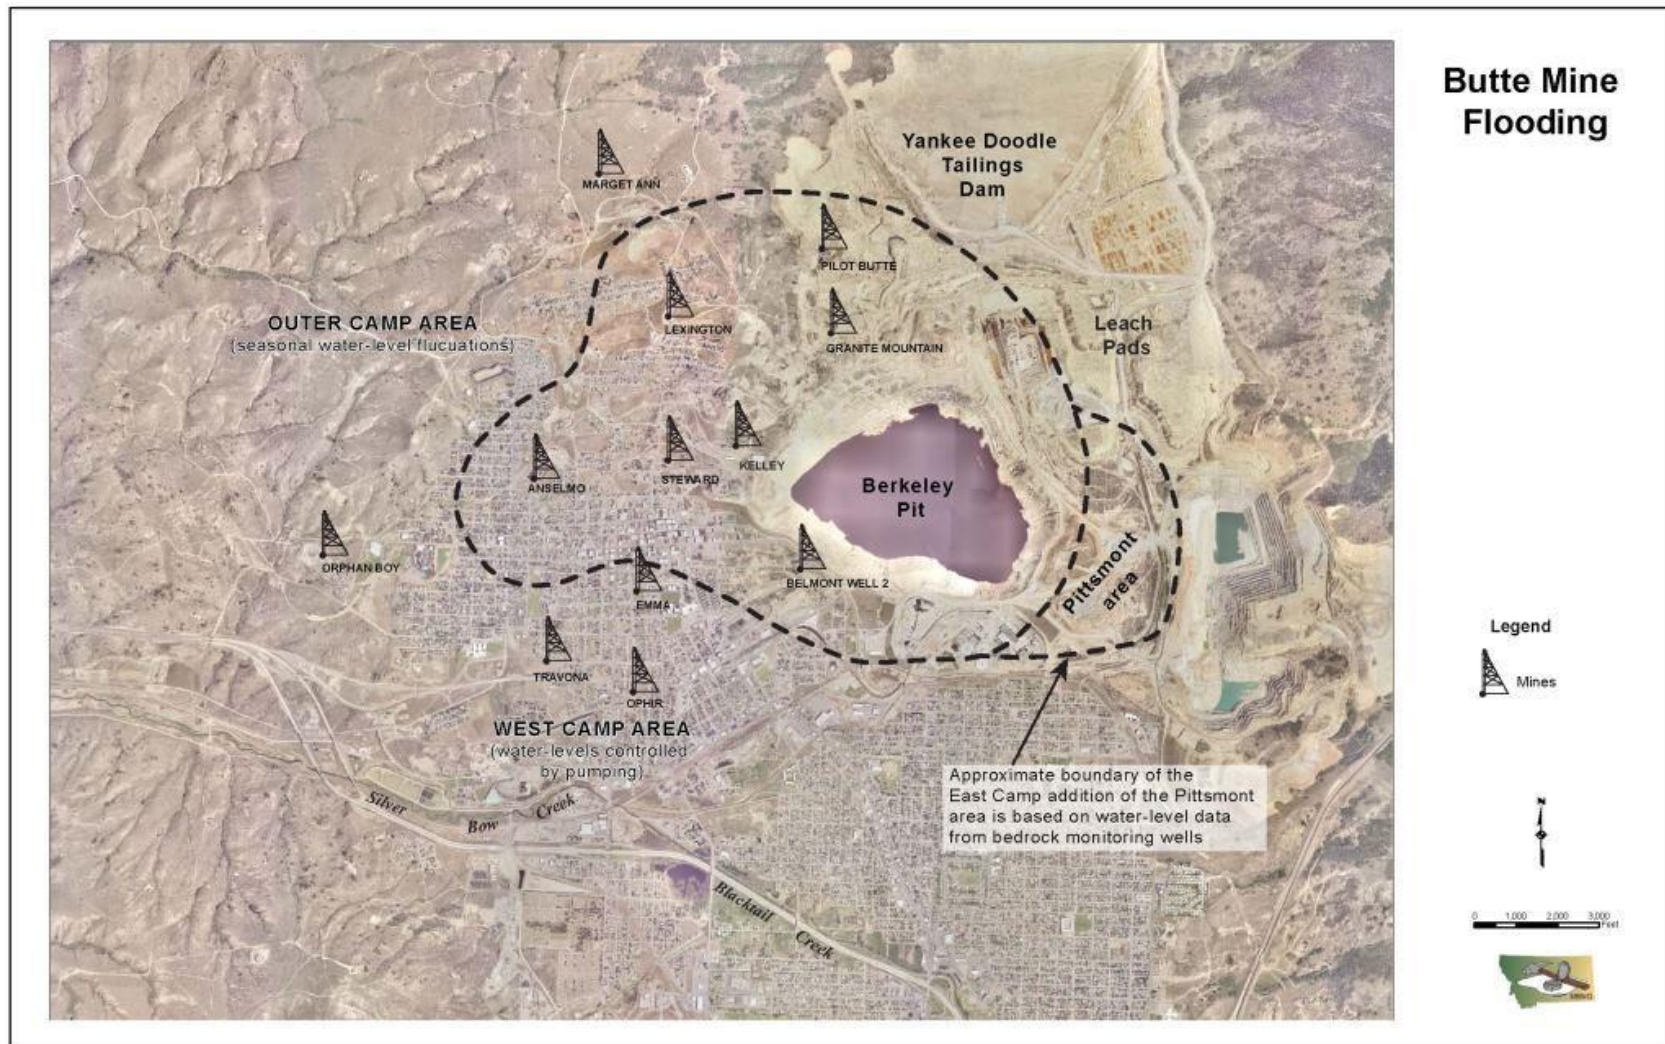 Butte Mine
Flooding
Yankee Doodle
Tailings
Dam
MARGET ANN
PILOT BUTTE
OUTER CAMP AREA
(seasonal water-level flucuations)
LEXINGTON
GRANITE MOUNTAIN
Leach
Pads
KELLEY
STEWARD
ANSELMO
Berkeley
Pit
ORPHAN BOY
EMMA
BELMONT WELL 2
Pittsmont
area
TRAVONA
OPHIR
WEST CAMP AREA
(water-levels controlled
by pumping)
Silver
Bow
Creek
Blacktail
Creek
Approximate boundary of the
East Camp addition of the Pittsmont
area is based on water-level data
from bedrock monitoring wells
Legend
Mines
N
0 1,000 2,000 3,000
Feet
MBMG